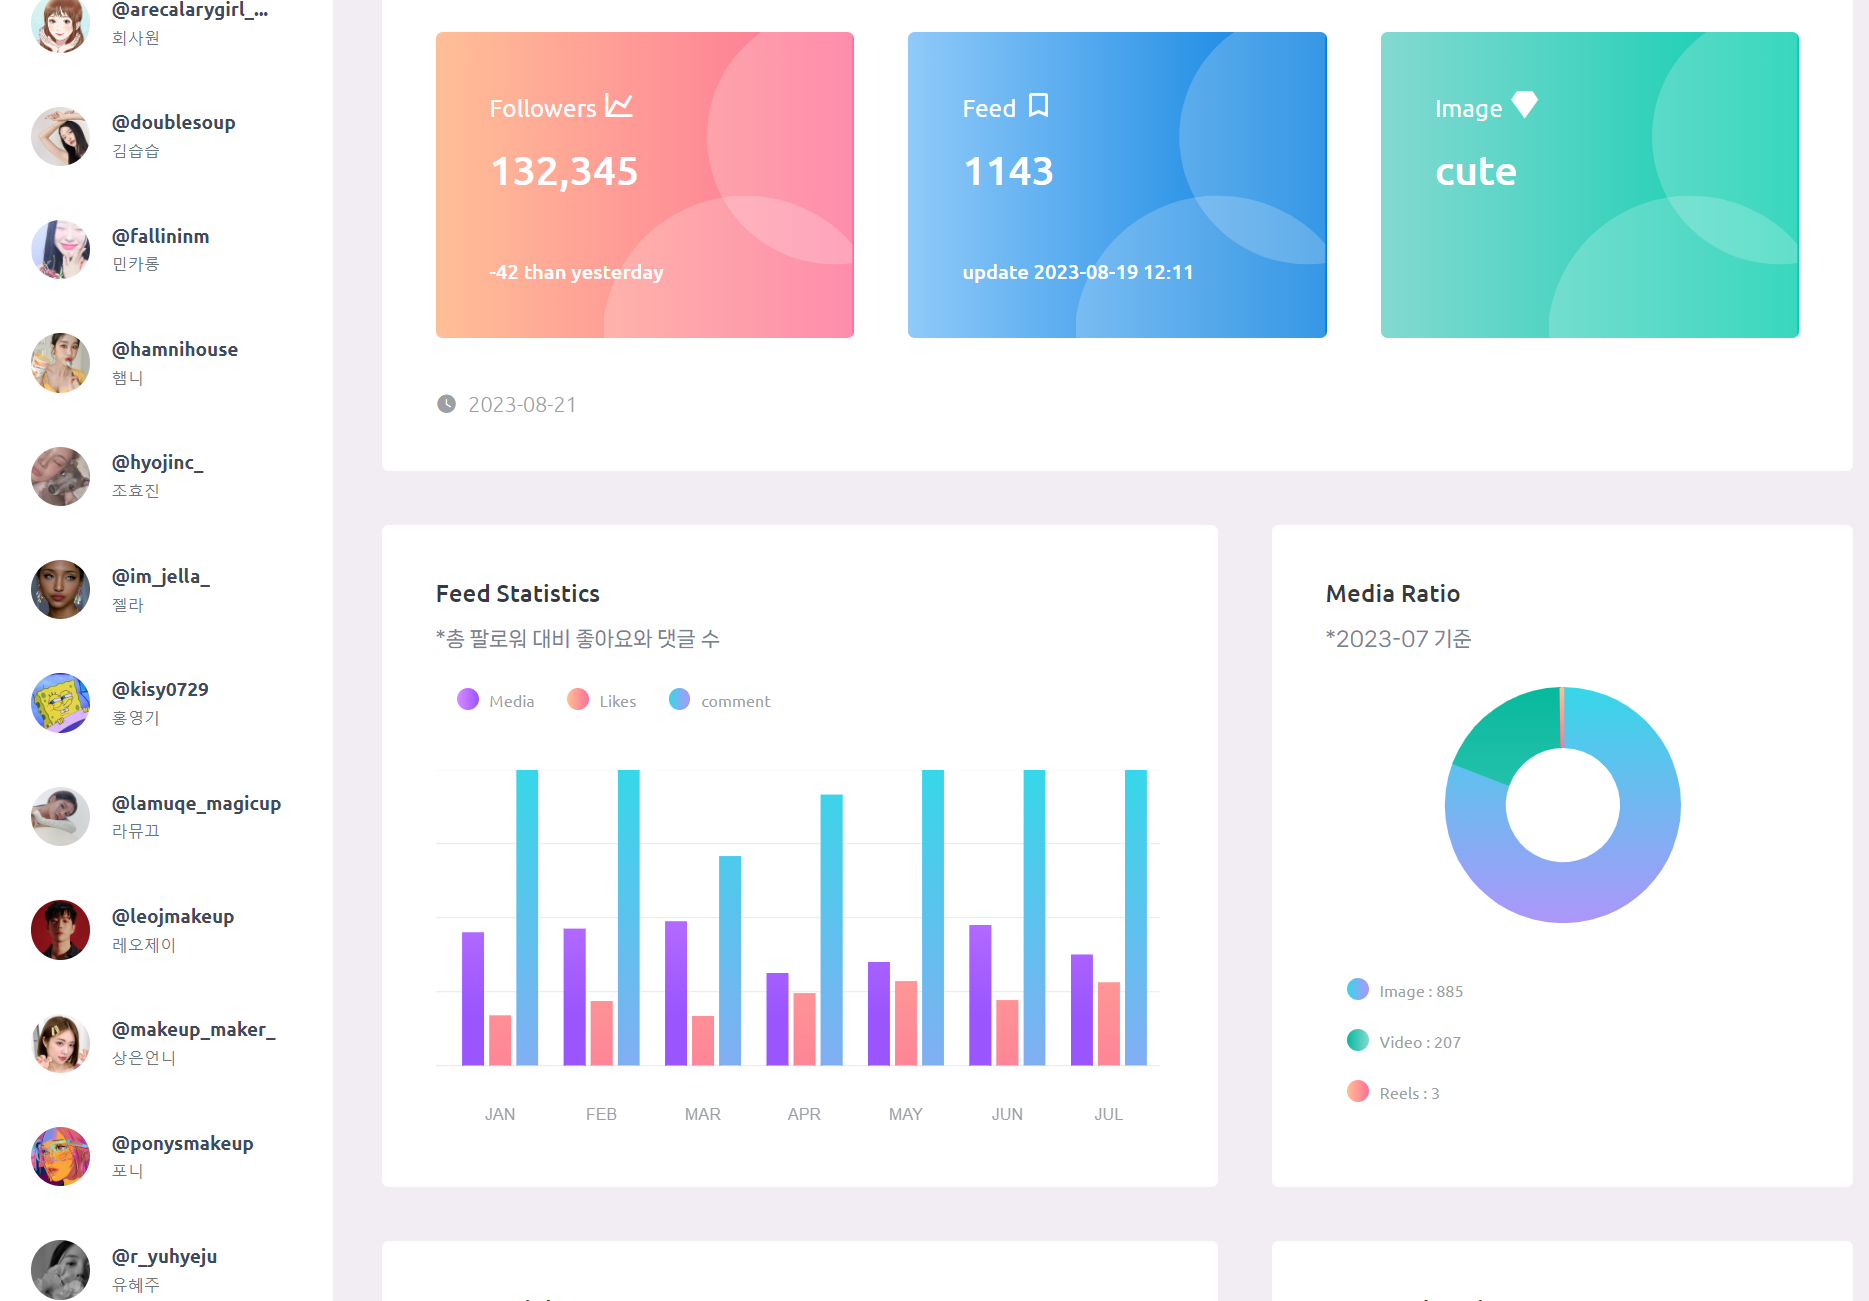 @arecalarygirl_...
회사원
@doublesoup
김습습
@fallininm
민카롱
@hamnihouse
햄니
@hyojinc_
조효진
@im_jella_
젤라
@kisy0729
홍영기
@lamuqe_magicup
라뮤끄
@leojmakeup
레오제이
@makeup_maker_
상은언니
@ponysmakeup
포니
@r_yuhyeju
유혜주
Followers
132,345
-42 than yesterday
Feed
1143
update 2023-08-19 12:11
Image
cute
2023-08-21
Feed Statistics
*총 팔로워 대비 좋아요와 댓글 수
Media Likes comment
JAN FEB MAR APR MAY JUN JUL
Media Ratio
*2023-07 기준
Image : 885
Video : 207
Reels : 3